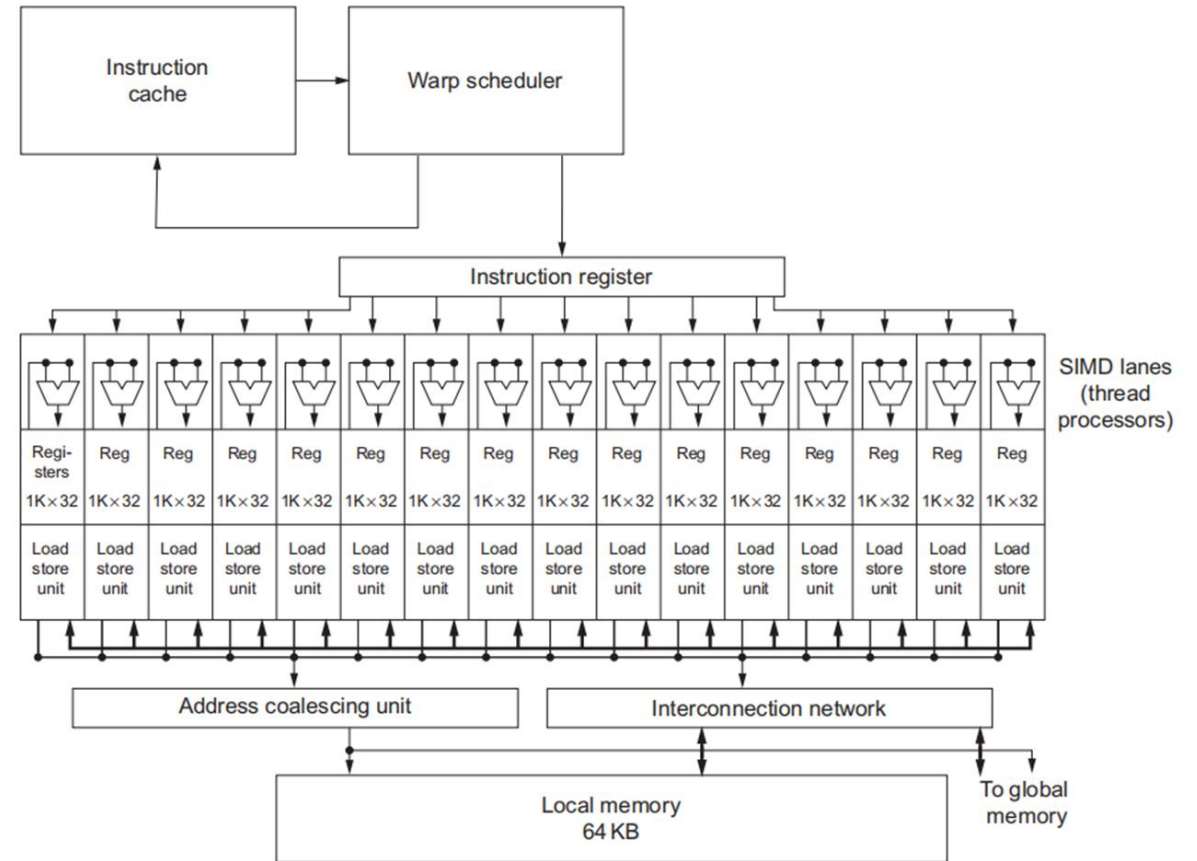 Instruction
cache
Warp scheduler
Instruction register
SIMD lanes
(thread
processors)
Regi-
sters
Reg Reg Reg Reg Reg Reg Reg Reg Reg Reg Reg Reg Reg Reg Reg
1K×32 1K×32 1K×32 1K×32 1K×32 1K×32 1K×32 1K×32 1K×32 1K×32 1K×32 1K×32 1K×32 1K×32 1K×32 1K×32
Load Load Load Load Load Load Load Load Load Load Load Load Load Load Load Load
store store store store store store store store store store store store store store store store
unit unit unit unit unit unit unit unit unit unit unit unit unit unit unit unit
Address coalescing unit
Interconnection network
Local memory
64 KB
To global
memory